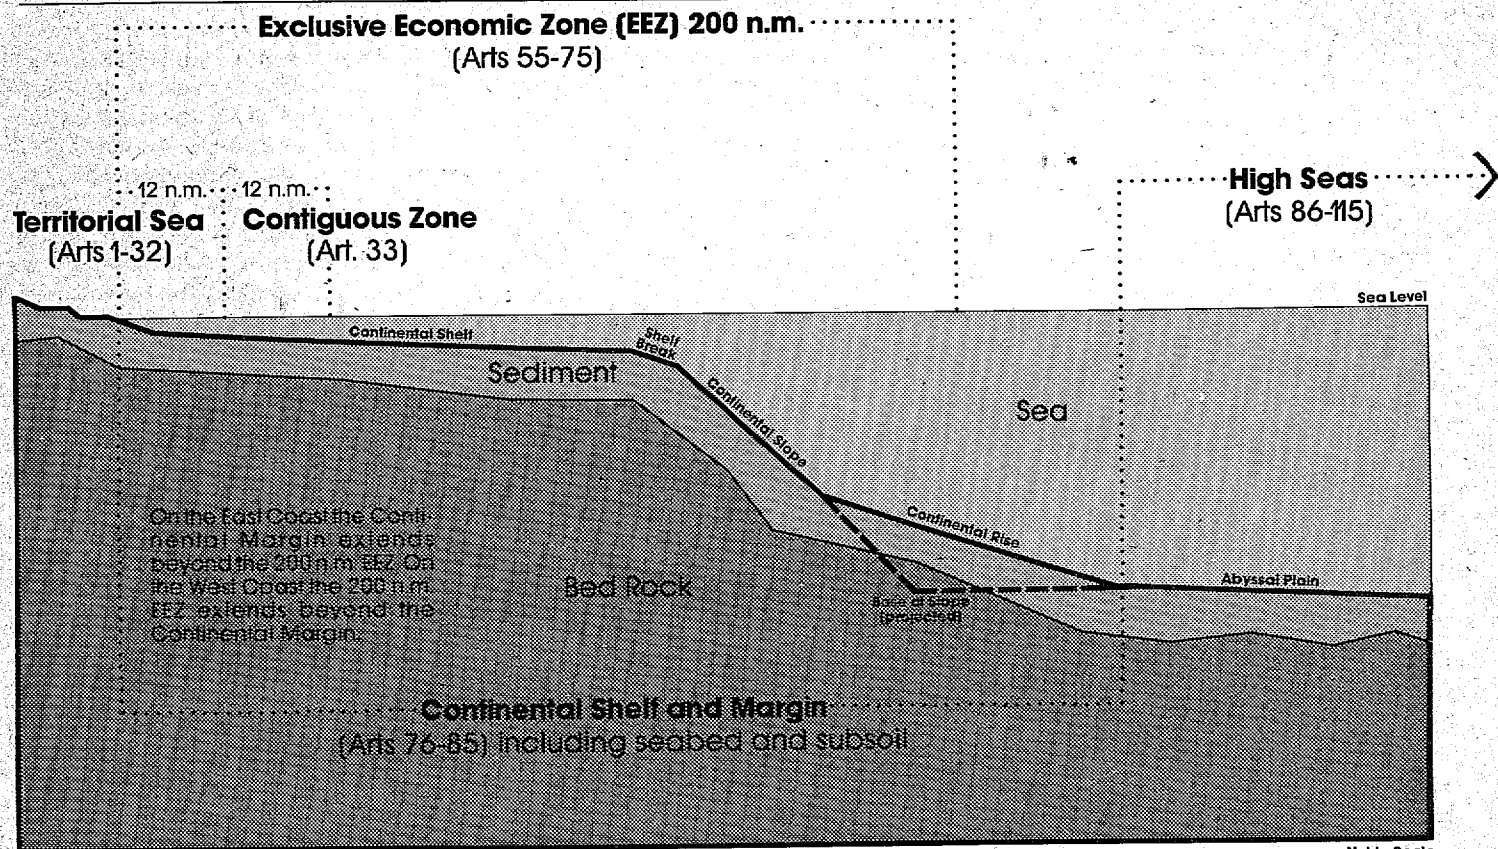 Exclusive Economic Zone (EEZ) 200 n.m.
(Arts 55-75)
12 n.m.
12 n.m.
Territorial Sea
(Arts 1-32)
Contiguous Zone
(Art. 33)
High Seas
(Arts 86-115)
Sea Level
Continental Shelf
Shelf
Break
Sediment
Continental Slope
Sea
Continental Rise
Abyssal Plain
On the East Coast the Conti-
nental Margin extends
beyond the 200 n.m. EEZ. On
the West Coast the 200 n.m.
EEZ extends beyond the
Continental Margin.
Bed Rock
Base of Slope
(projected)
Continental Shelf and Margin
(Arts 76-85) including seabed and subsoil